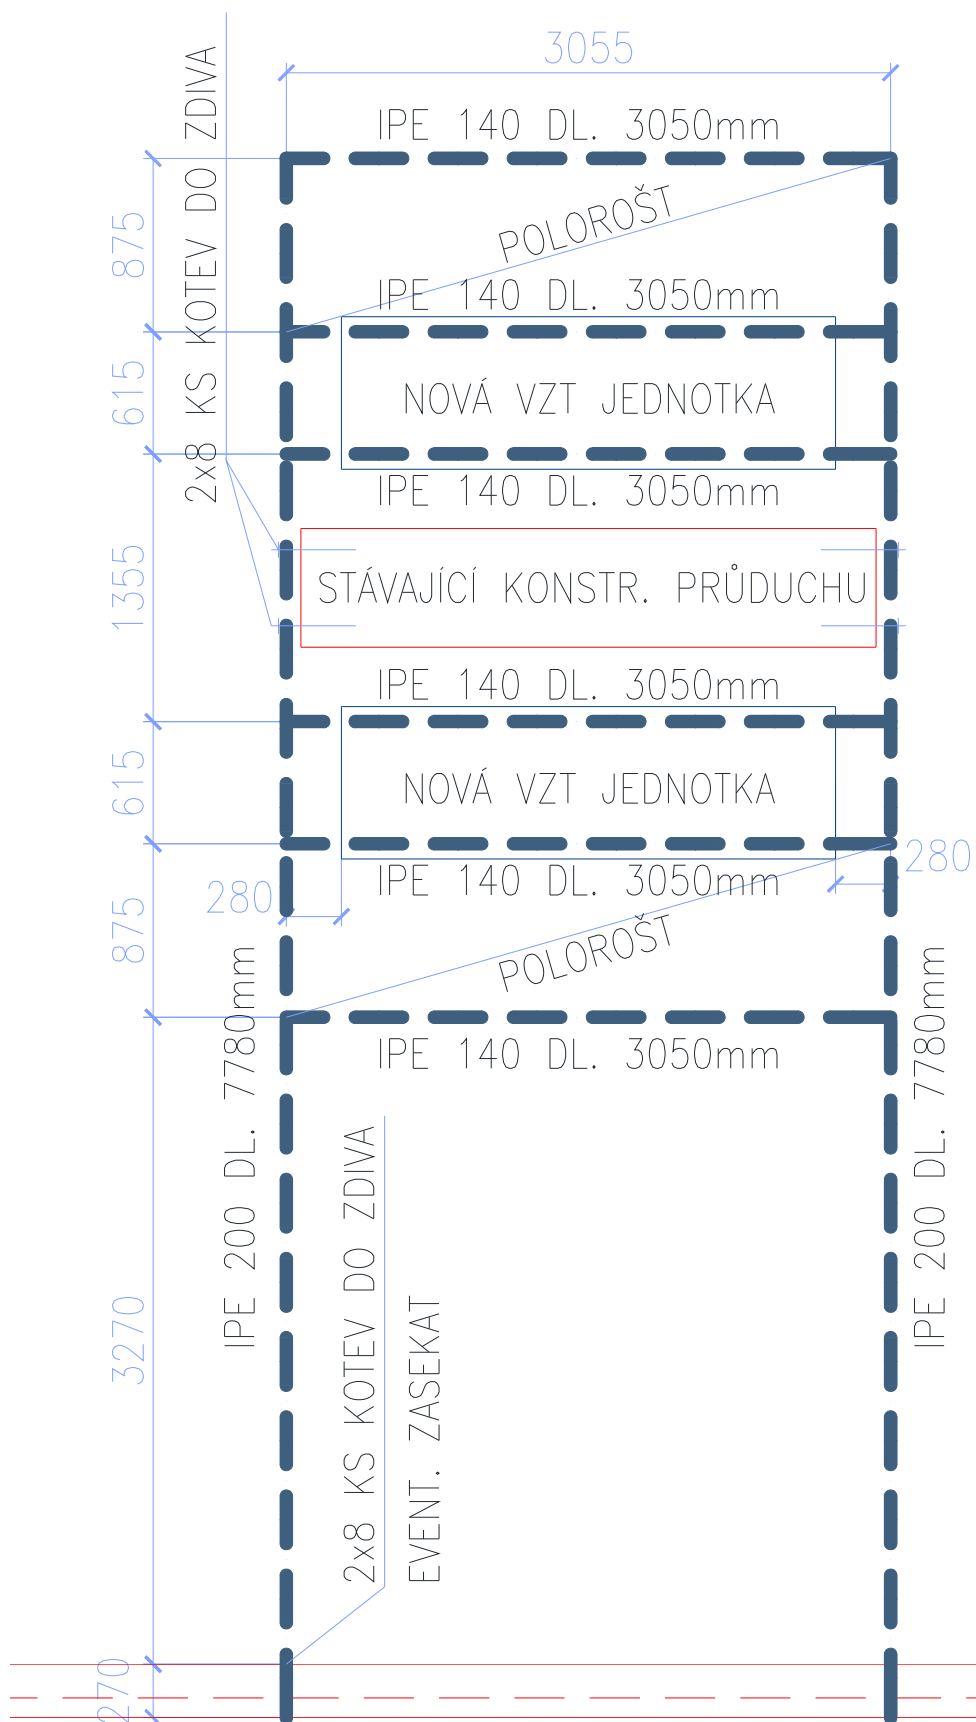 3055
IPE 140 DL. 3050mm
2x8 KS KOTEV DO ZDIVA
875
POLOROŠT
IPE 140 DL. 3050mm
615
NOVÁ VZT JEDNOTKA
IPE 140 DL. 3050mm
1355
STÁVAJÍCÍ KONSTR. PRŮDUCHU
IPE 140 DL. 3050mm
615
NOVÁ VZT JEDNOTKA
280
IPE 140 DL. 3050mm
280
875
POLOROŠT
IPE 140 DL. 3050mm
IPE 200 DL. 7780mm
IPE 200 DL. 7780mm
3270
2x8 KS KOTEV DO ZDIVA
EVENT. ZASEKAT
270